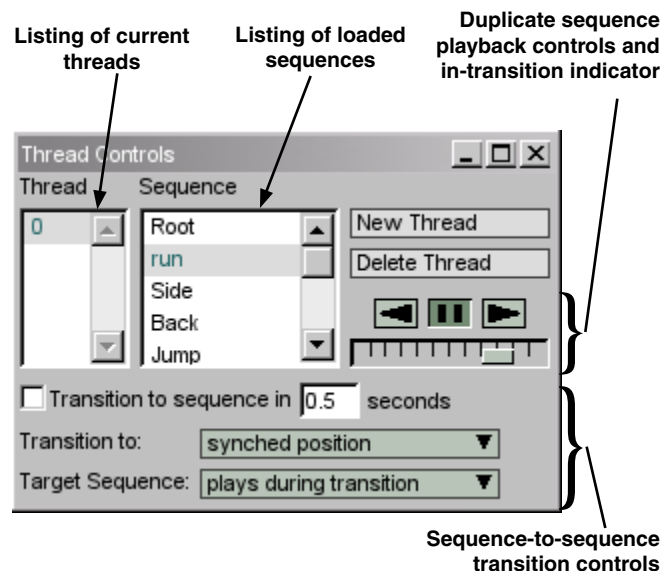 Listing of current
threads
Listing of loaded
sequences
Duplicate sequence
playback controls and
in-transition indicator
Thread Controls
Thread
Sequence
0
Root
run
Side
Back
Jump
New Thread
Delete Thread
Transition to sequence in 0.5 seconds
Transition to: synched position
Target Sequence: plays during transition
Sequence-to-sequence
transition controls